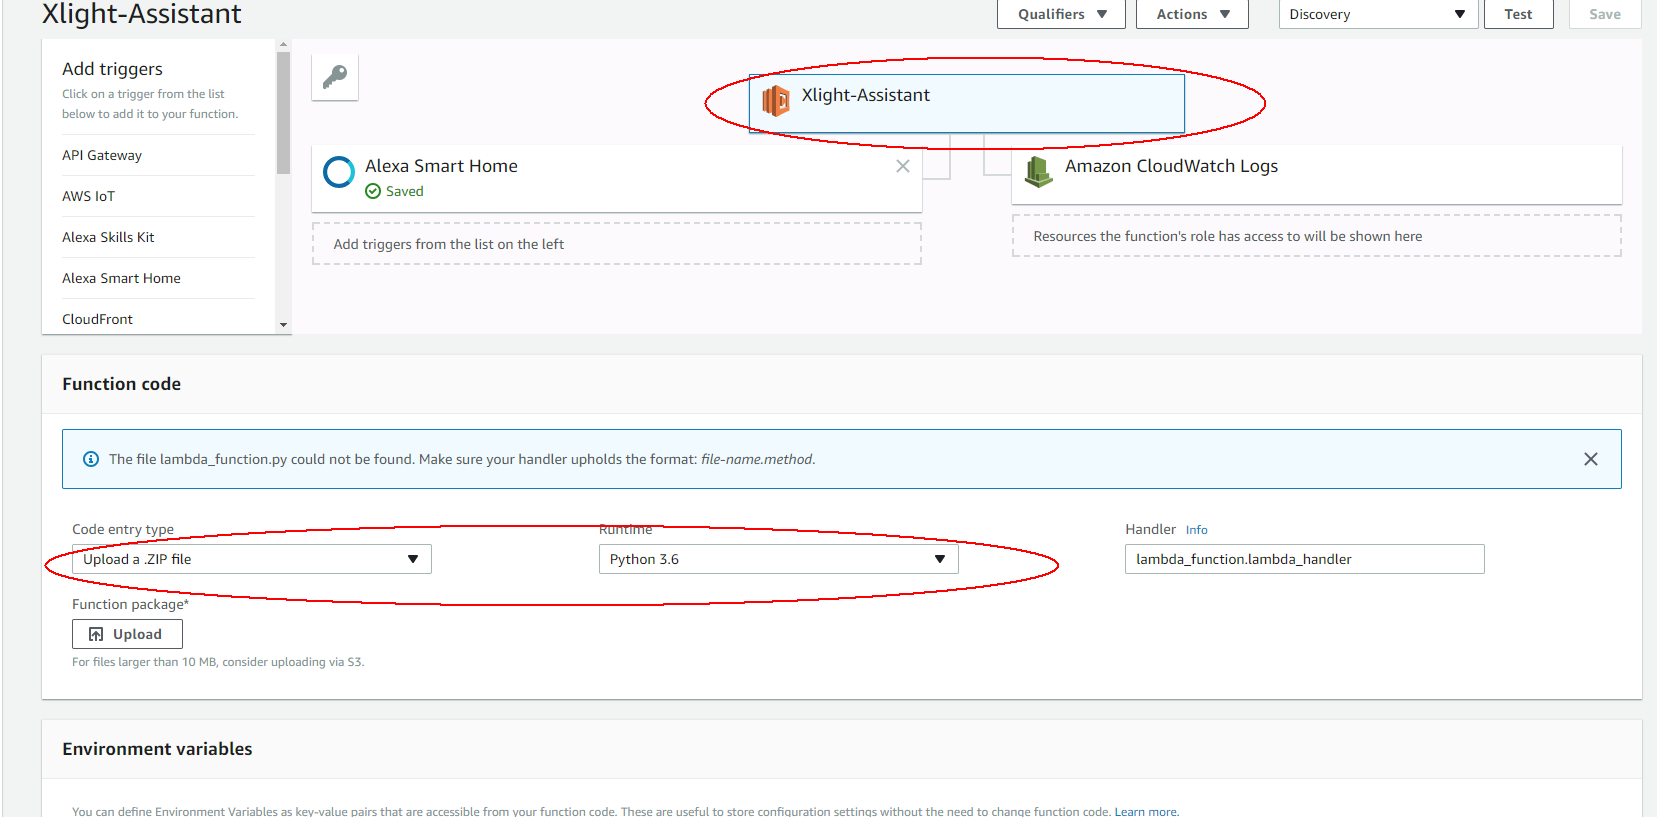 Xlight-Assistant
Qualifiers
Actions
Discovery
Test
Save
Add triggers
Click on a trigger from the list
below to add it to your function.
API Gateway
AWS IoT
Alexa Skills Kit
Alexa Smart Home
CloudFront
Xlight-Assistant
Alexa Smart Home
Saved
Add triggers from the list on the left
Amazon CloudWatch Logs
Resources the function's role has access to will be shown here
Function code
The file lambda_function.py could not be found. Make sure your handler upholds the format: file-name.method.
Code entry type
Upload a .ZIP file
Runtime
Python 3.6
Handler Info
lambda_function.lambda_handler
Function package*
Upload
For files larger than 10 MB, consider uploading via S3.
Environment variables
You can define Environment Variables as key-value pairs that are accessible from your function code. These are useful to store configuration settings without the need to change function code. Learn more.